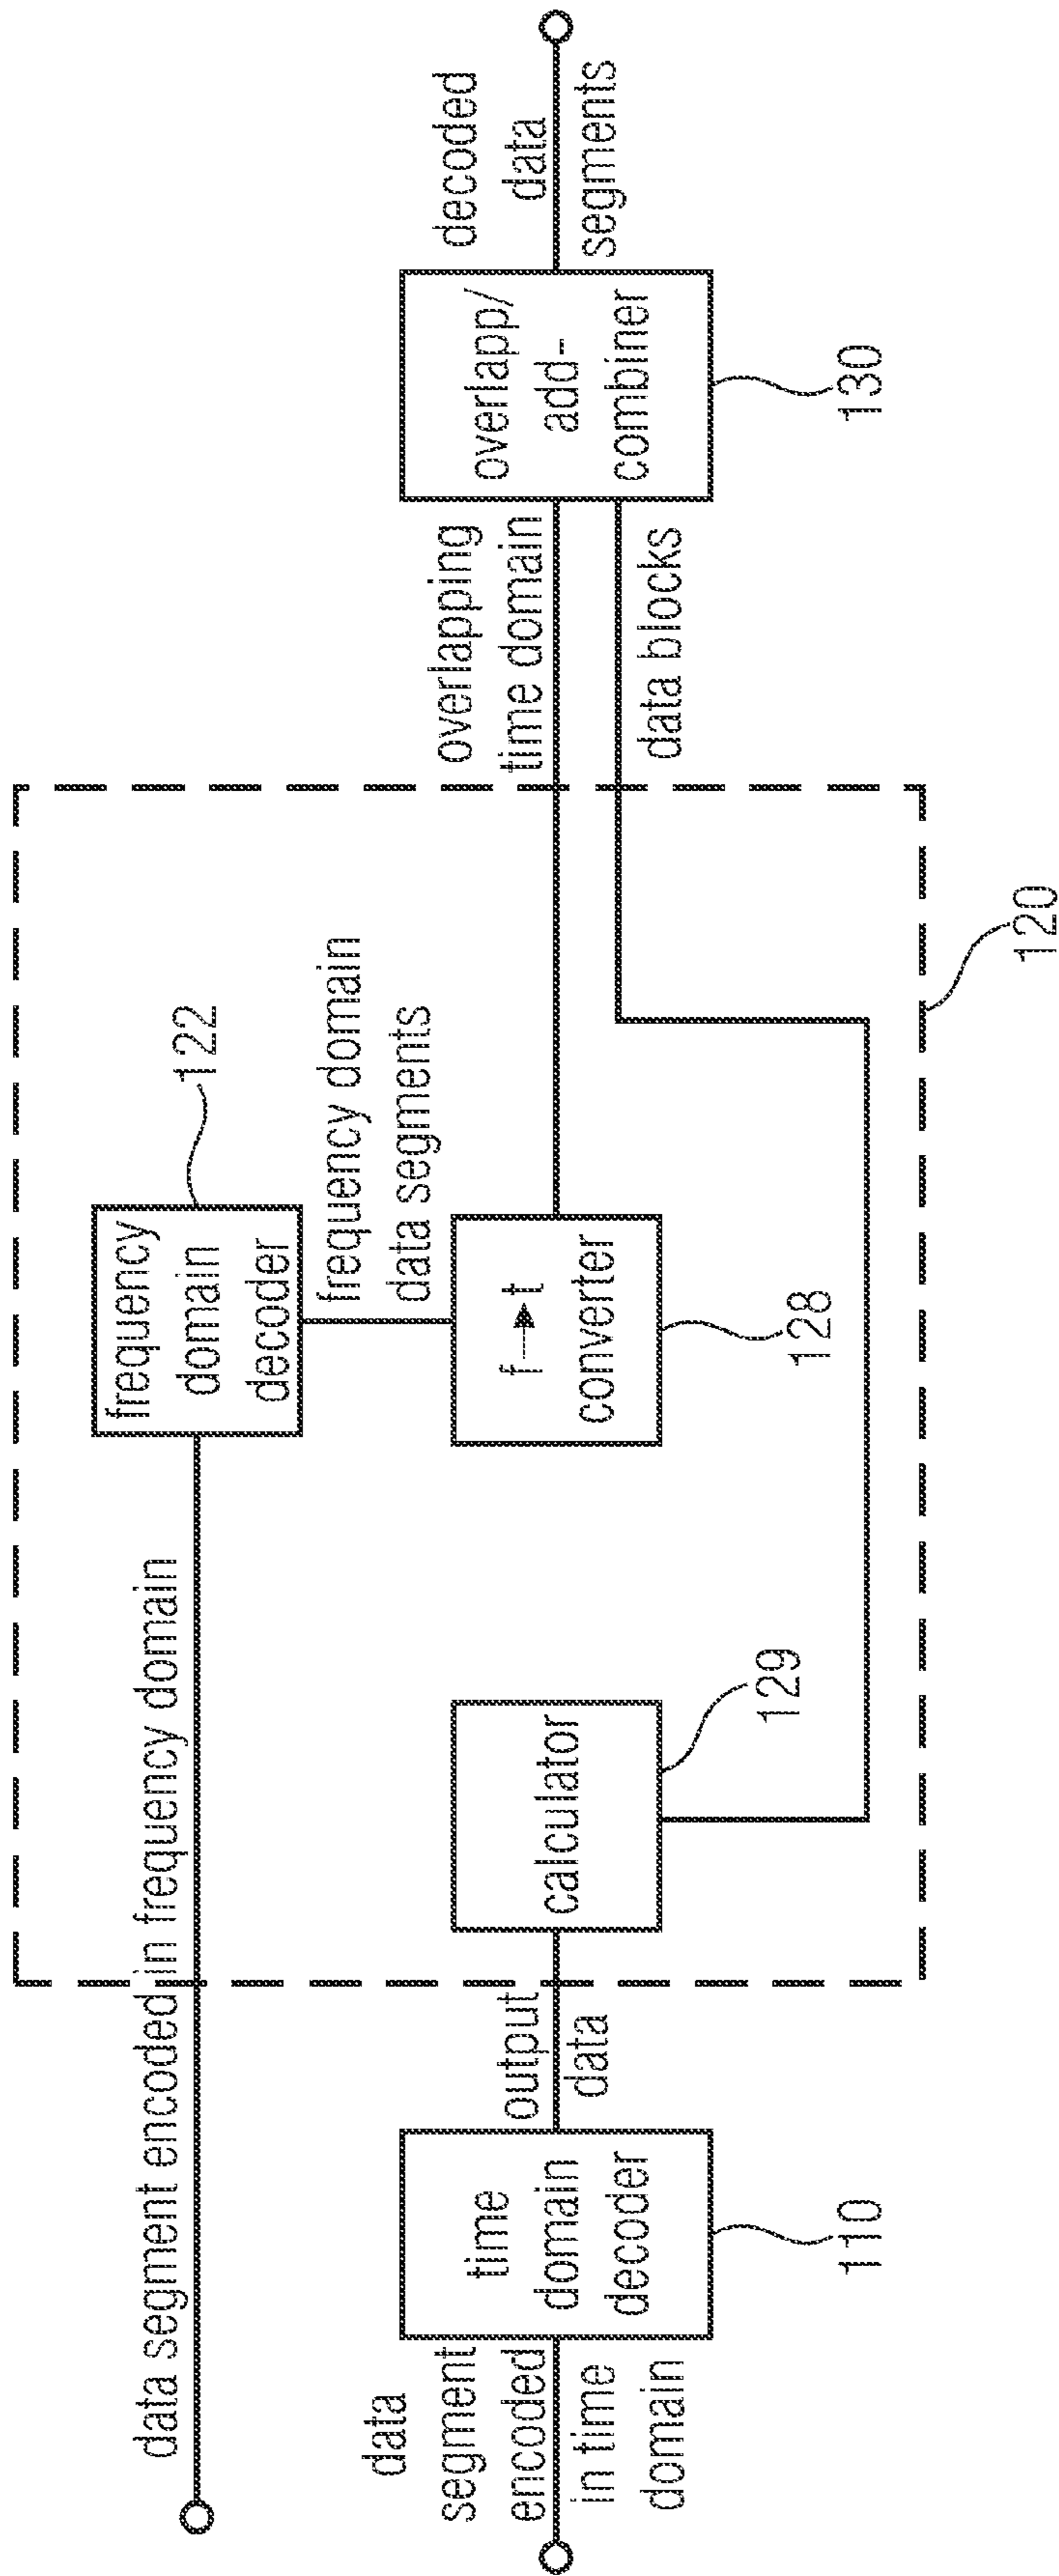 data segment encoded in frequency domain
frequency
domain
decoder
122
frequency domain
data segments
data
segment
encoded
in time
domain
time
domain
decoder
110
output
data
calculator
129
f→t
converter
128
120
overlapping
time domain
data blocks
overlapp/
add-
combiner
130
decoded
data
segments